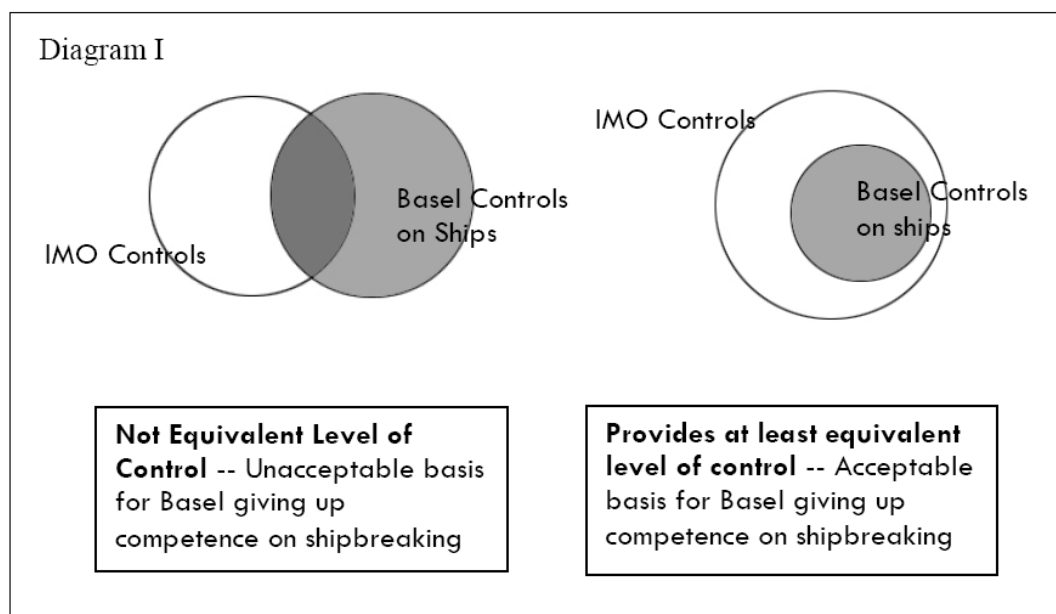 Diagram I
IMO Controls
Basel Controls
on Ships
IMO Controls
Basel Controls
on ships
Not Equivalent Level of
Control -- Unacceptable basis
for Basel giving up
competence on shipbreaking
Provides at least equivalent
level of control -- Acceptable
basis for Basel giving up
competence on shipbreaking